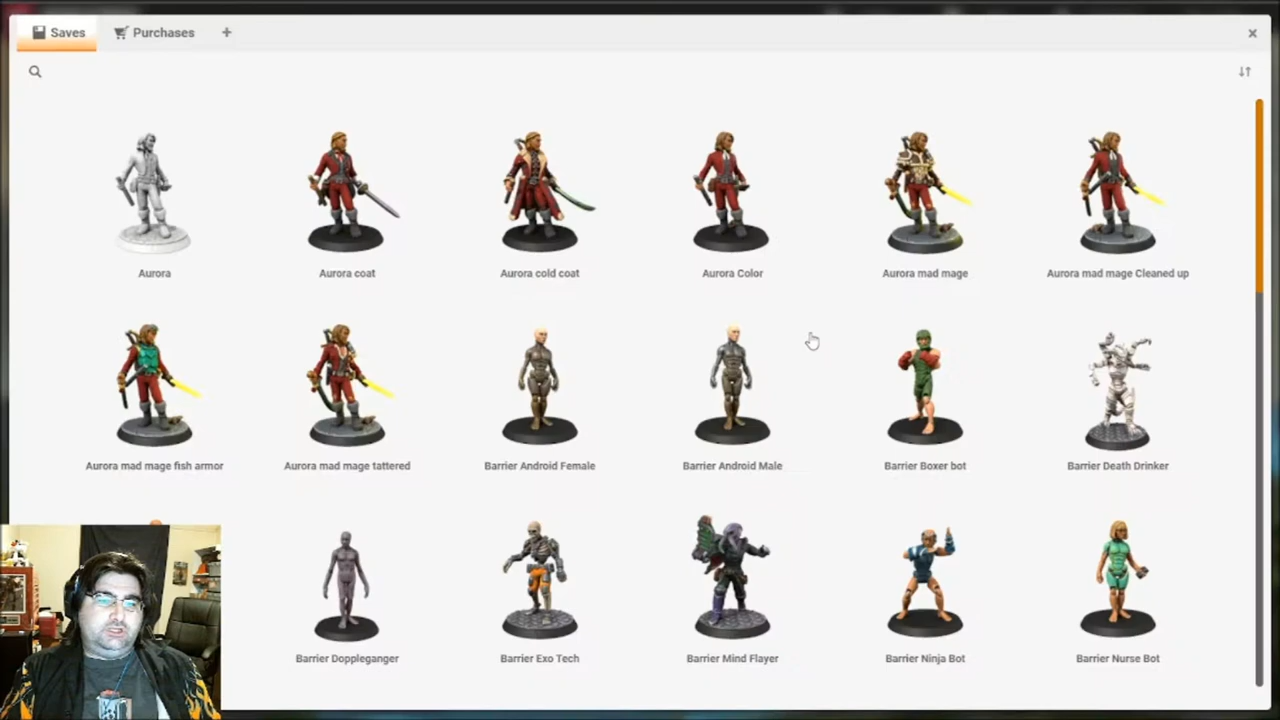 Saves Purchases +
Aurora Aurora coat Aurora cold coat Aurora Color Aurora mad mage Aurora mad mage Cleaned up
Aurora mad mage fish armor Aurora mad mage tattered Barrier Android Female Barrier Android Male Barrier Boxer bot Barrier Death Drinker
Barrier Doppleganger Barrier Exo Tech Barrier Mind Flayer Barrier Ninja Bot Barrier Nurse Bot